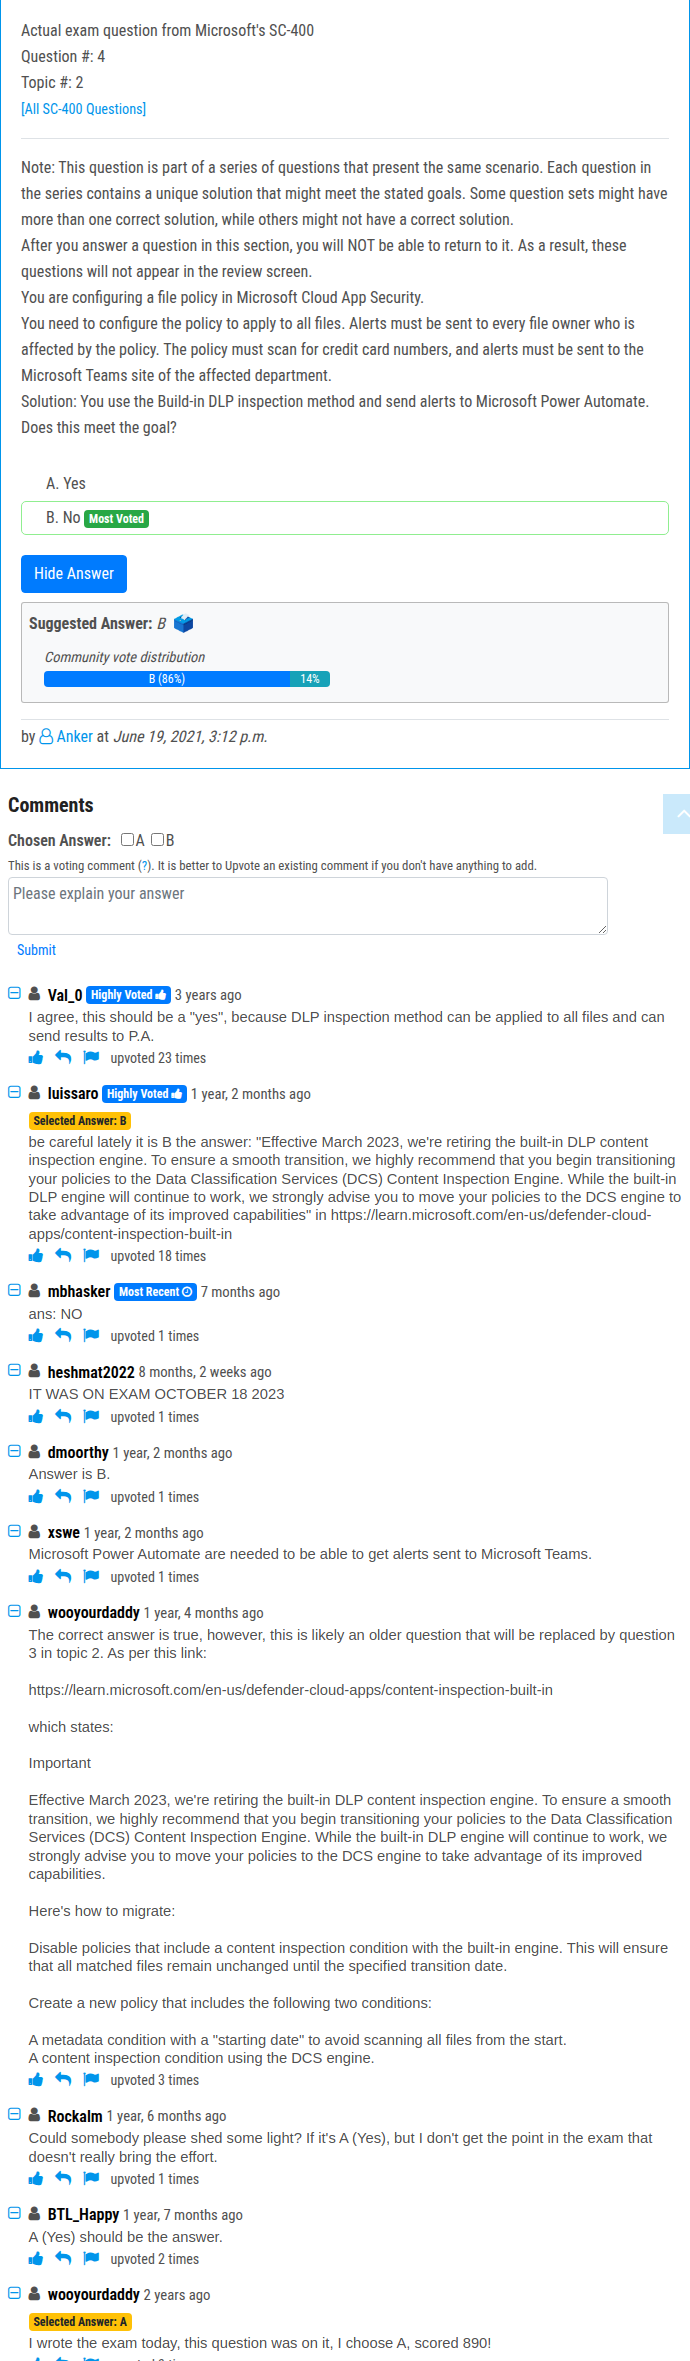 Actual exam question from Microsoft's SC-400
Question #: 4
Topic #: 2
[All SC-400 Questions]
Note: This question is part of a series of questions that present the same scenario. Each question in
the series contains a unique solution that might meet the stated goals. Some question sets might have
more than one correct solution, while others might not have a correct solution.
After you answer a question in this section, you will NOT be able to return to it. As a result, these
questions will not appear in the review screen.
You are configuring a file policy in Microsoft Cloud App Security.
You need to configure the policy to apply to all files. Alerts must be sent to every file owner who is
affected by the policy. The policy must scan for credit card numbers, and alerts must be sent to the
Microsoft Teams site of the affected department.
Solution: You use the Build-in DLP inspection method and send alerts to Microsoft Power Automate.
Does this meet the goal?
A. Yes
B. No Most Voted
Hide Answer
Suggested Answer: B
Community vote distribution
B (86%) 14%
by Anker at June 19, 2021, 3:12 p.m.
Comments
Chosen Answer: A B
This is a voting comment (?). It is better to Upvote an existing comment if you don't have anything to add.
Please explain your answer
Submit
Val_0 Highly Voted 3 years ago
I agree, this should be a "yes", because DLP inspection method can be applied to all files and can
send results to P.A.
upvoted 23 times
luissaro Highly Voted 1 year, 2 months ago
Selected Answer: B
be careful lately it is B the answer: "Effective March 2023, we're retiring the built-in DLP content
inspection engine. To ensure a smooth transition, we highly recommend that you begin transitioning
your policies to the Data Classification Services (DCS) Content Inspection Engine. While the built-in
DLP engine will continue to work, we strongly advise you to move your policies to the DCS engine to
take advantage of its improved capabilities" in https://learn.microsoft.com/en-us/defender-cloud-
apps/content-inspection-built-in
upvoted 18 times
mbhasker Most Recent 7 months ago
ans: NO
upvoted 1 times
heshmat2022 8 months, 2 weeks ago
IT WAS ON EXAM OCTOBER 18 2023
upvoted 1 times
dmoorthy 1 year, 2 months ago
Answer is B.
upvoted 1 times
xswe 1 year, 2 months ago
Microsoft Power Automate are needed to be able to get alerts sent to Microsoft Teams.
upvoted 1 times
wooyourdaddy 1 year, 4 months ago
The correct answer is true, however, this is likely an older question that will be replaced by question
3 in topic 2. As per this link:
https://learn.microsoft.com/en-us/defender-cloud-apps/content-inspection-built-in
which states:
Important
Effective March 2023, we're retiring the built-in DLP content inspection engine. To ensure a smooth
transition, we highly recommend that you begin transitioning your policies to the Data Classification
Services (DCS) Content Inspection Engine. While the built-in DLP engine will continue to work, we
strongly advise you to move your policies to the DCS engine to take advantage of its improved
capabilities.
Here's how to migrate:
Disable policies that include a content inspection condition with the built-in engine. This will ensure
that all matched files remain unchanged until the specified transition date.
Create a new policy that includes the following two conditions:
A metadata condition with a "starting date" to avoid scanning all files from the start.
A content inspection condition using the DCS engine.
upvoted 3 times
Rockalm 1 year, 6 months ago
Could somebody please shed some light? If it's A (Yes), but I don't get the point in the exam that
doesn't really bring the effort.
upvoted 1 times
BTL_Happy 1 year, 7 months ago
A (Yes) should be the answer.
upvoted 2 times
wooyourdaddy 2 years ago
Selected Answer: A
I wrote the exam today, this question was on it, I choose A, scored 890!